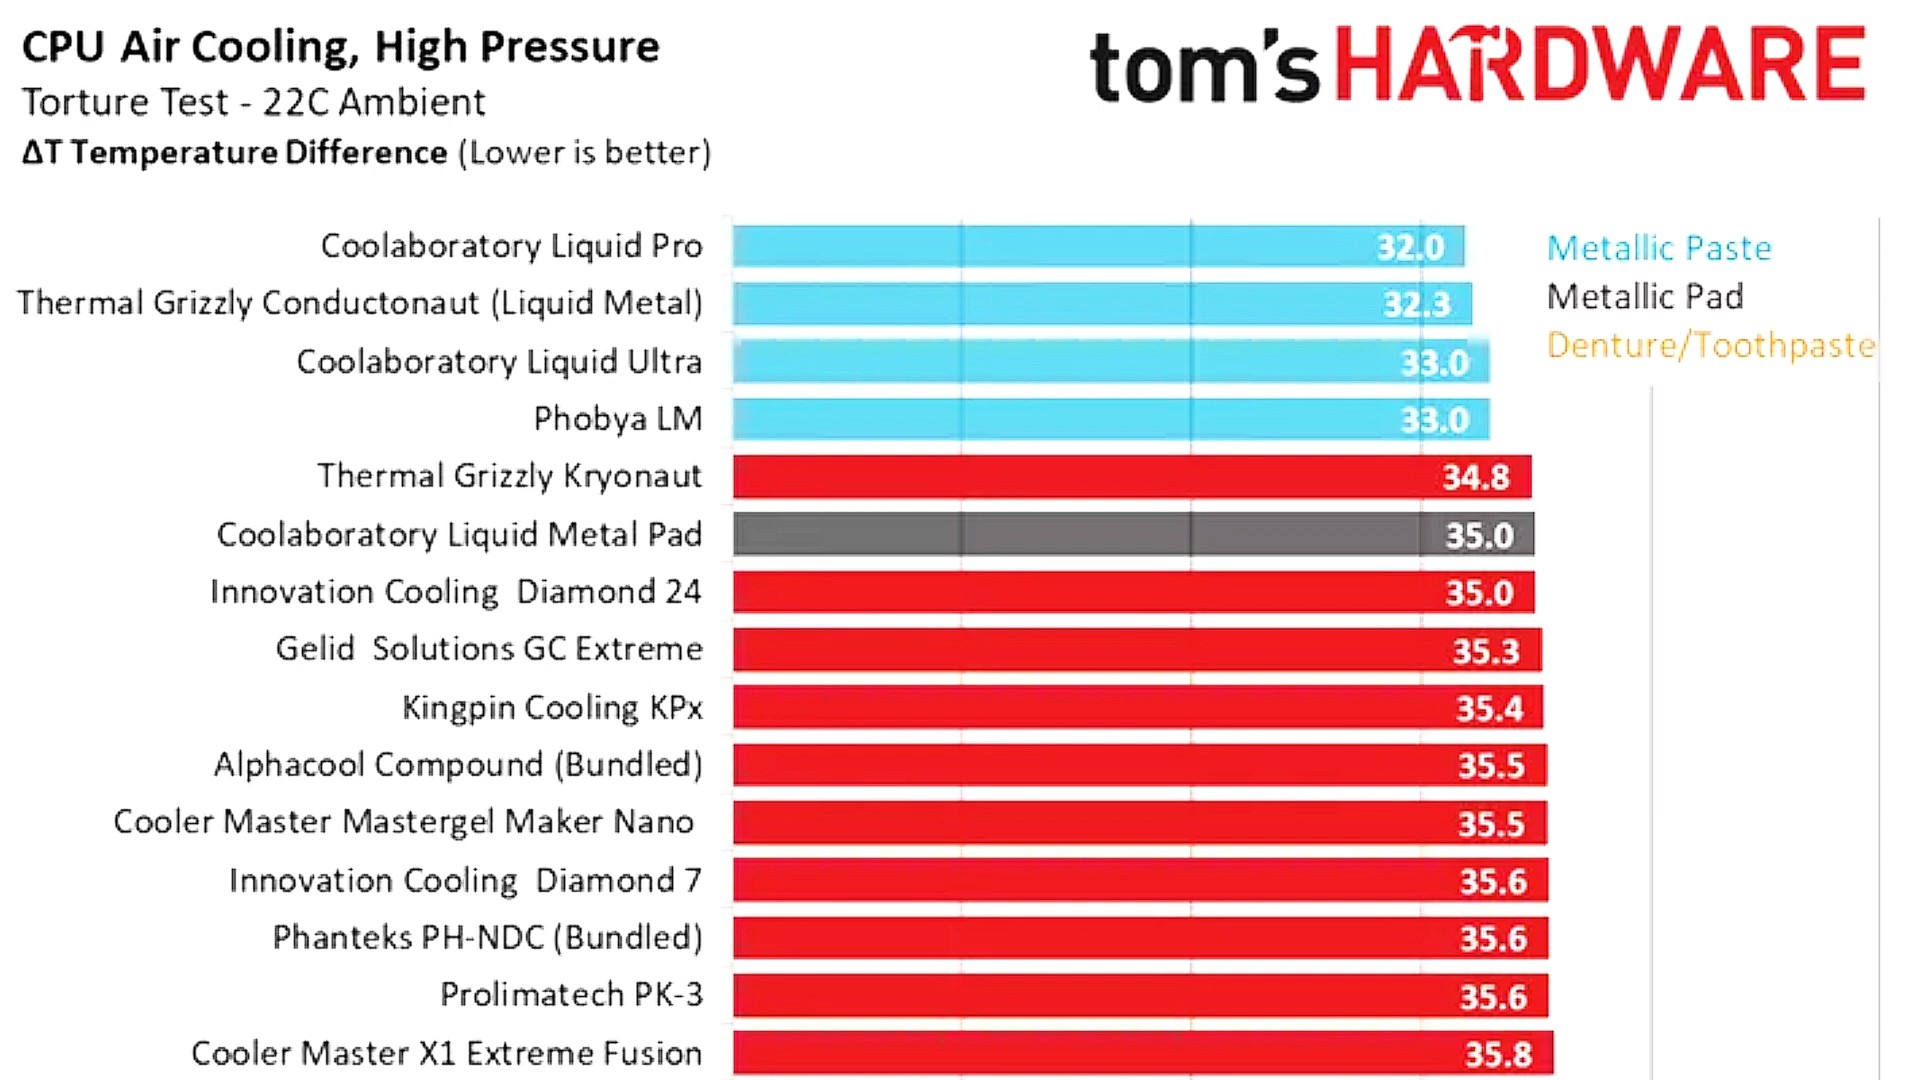 CPU Air Cooling, High Pressure
tom's HARDWARE
Torture Test - 22C Ambient
ΔT Temperature Difference (Lower is better)
Coolaboratory Liquid Pro 32.0
Metallic Paste
Thermal Grizzly Conductonaut (Liquid Metal) 32.3
Metallic Pad
Denture/Toothpaste
Coolaboratory Liquid Ultra 33.0
Phobya LM 33.0
Thermal Grizzly Kryonaut 34.8
Coolaboratory Liquid Metal Pad 35.0
Innovation Cooling Diamond 24 35.0
Gelid Solutions GC Extreme 35.3
Kingpin Cooling KPx 35.4
Alphacool Compound (Bundled) 35.5
Cooler Master Mastergel Maker Nano 35.5
Innovation Cooling Diamond 7 35.6
Phanteks PH-NDC (Bundled) 35.6
Prolimatech PK-3 35.6
Cooler Master X1 Extreme Fusion 35.8